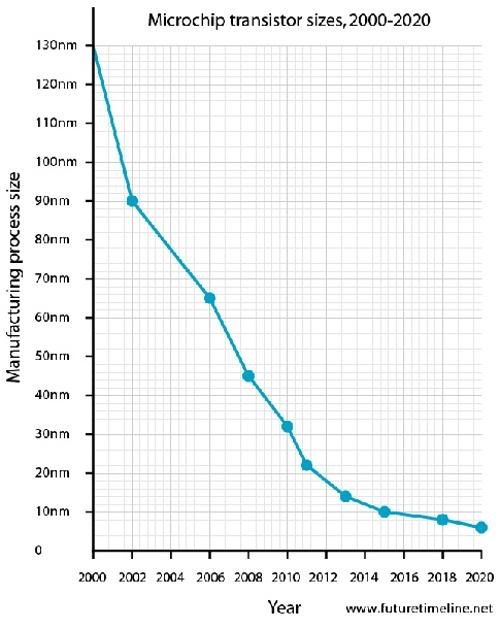 Microchip transistor sizes, 2000-2020
130nm
120nm
110nm
100nm
90nm
80nm
70nm
60nm
50nm
40nm
30nm
20nm
10nm
0
Manufacturing process size
2000 2002 2004 2006 2008 2010 2012 2014 2016 2018 2020
Year
www.futuretimeline.net